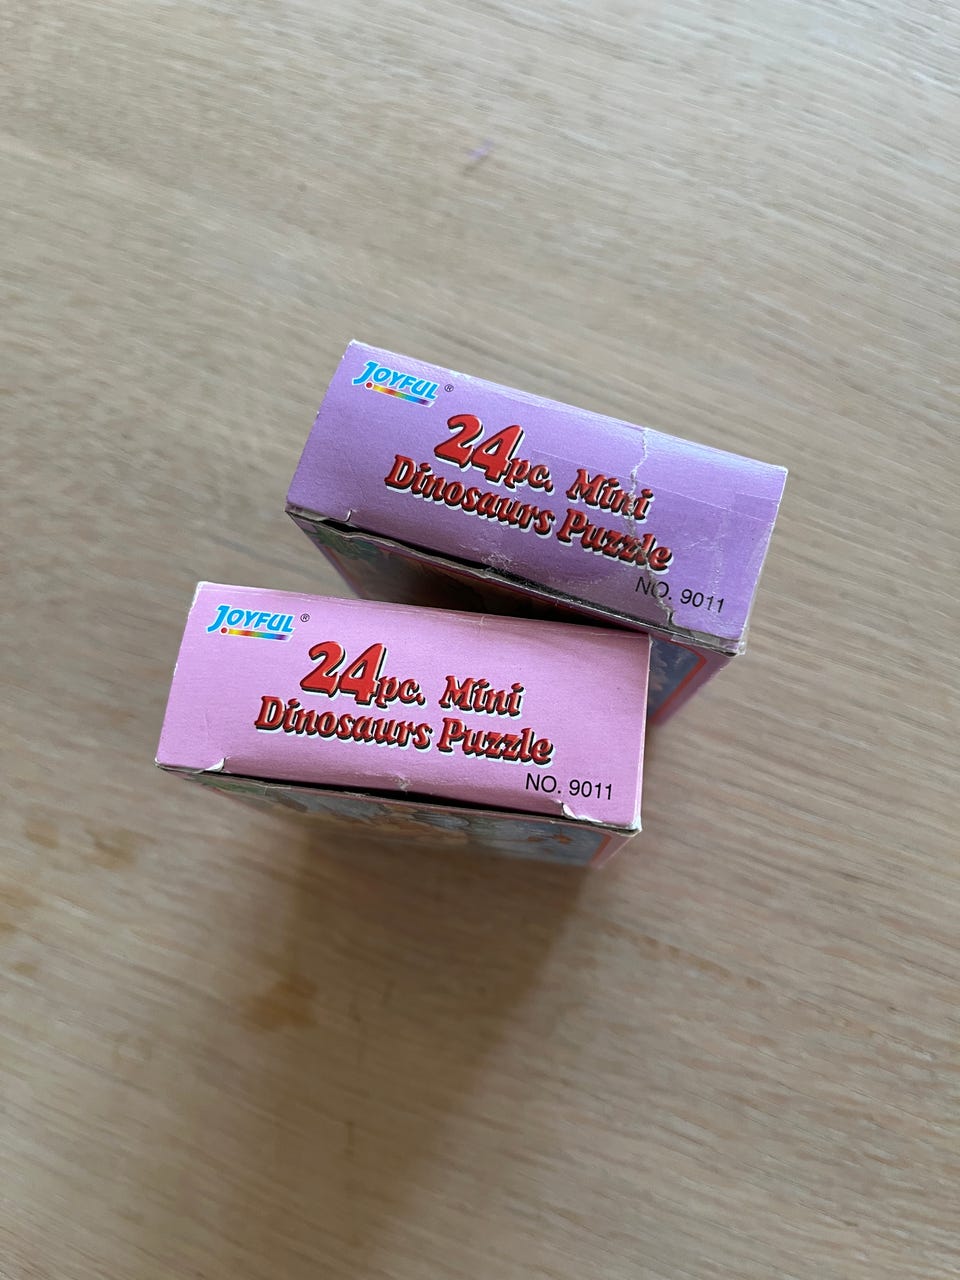 JOYFUL ®
24pc. Mini
Dinosaurs Puzzle
NO. 9011
JOYFUL ®
24pc. Mini
Dinosaurs Puzzle
NO. 9011